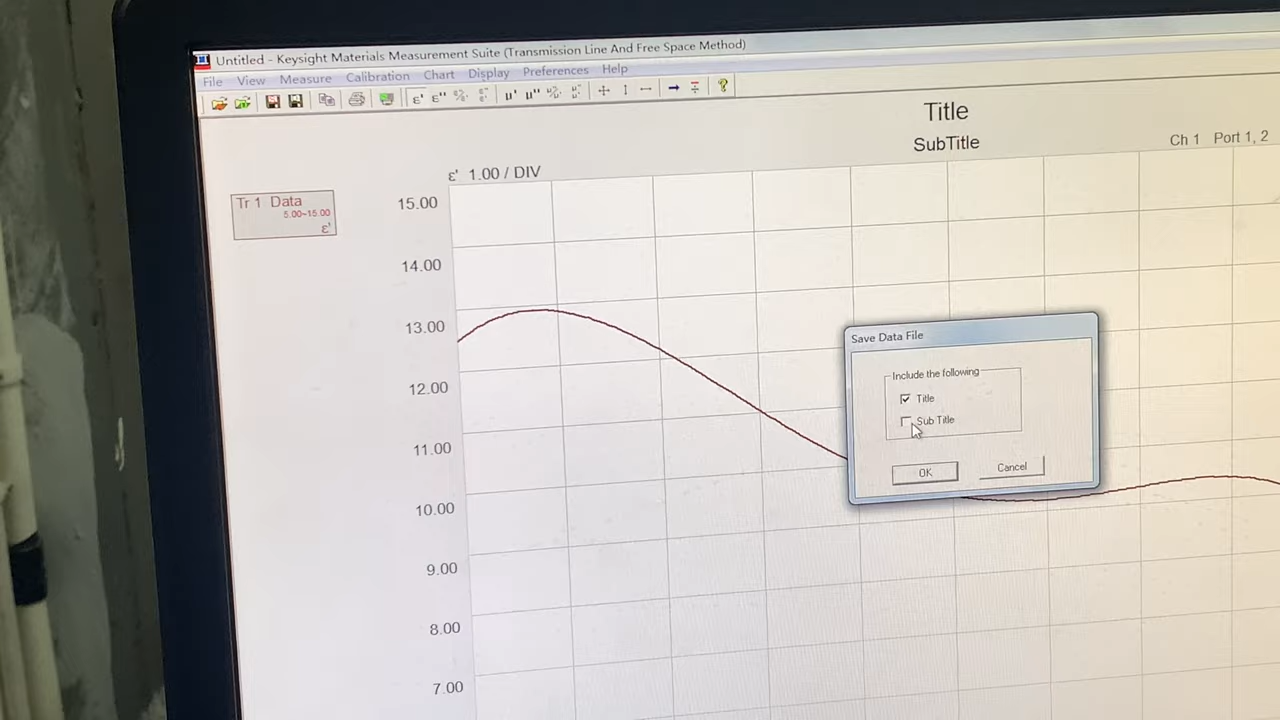 Untitled - Keysight Materials Measurement Suite (Transmission Line And Free Space Method)
File View Measure Calibration Chart Display Preferences Help
ε' ε" μ' μ"
Title
SubTitle
Ch 1 Port 1, 2
ε' 1.00 / DIV
Tr 1 Data
5.00~15.00
ε'
15.00
14.00
13.00
12.00
11.00
10.00
9.00
8.00
7.00
Save Data File
Include the following
Title
Sub Title
OK Cancel